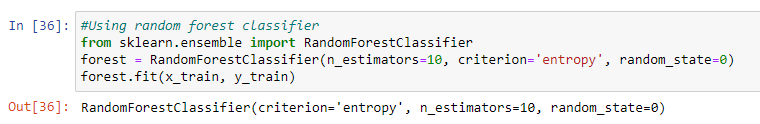 In [36]: #Using random forest classifier
from sklearn.ensemble import RandomForestClassifier
forest = RandomForestClassifier(n_estimators=10, criterion='entropy', random_state=0)
forest.fit(x_train, y_train)
Out[36]: RandomForestClassifier(criterion='entropy', n_estimators=10, random_state=0)